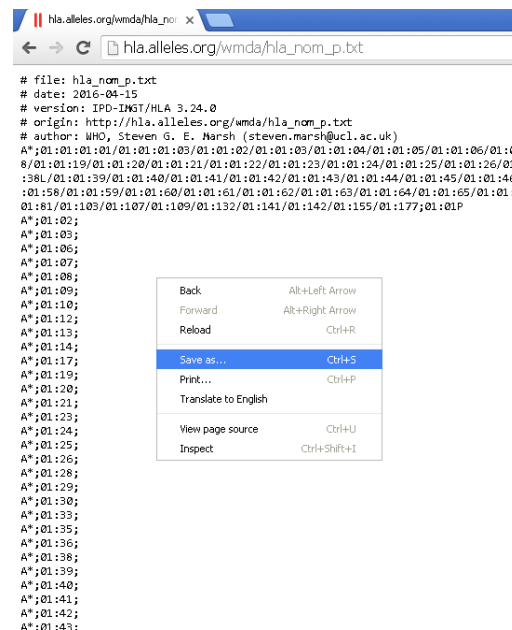 hla.alleles.org/wmda/hla_nor
hla.alleles.org/wmda/hla_nom_p.txt
# file: hla_nom_p.txt
# date: 2016-04-15
# version: IPD-IMGT/HLA 3.24.0
# origin: http://hla.alleles.org/wmda/hla_nom_p.txt
# author: WHO, Steven G. E. Marsh (steven.marsh@ucl.ac.uk)
A*;01:01:01:01/01:01:01:03/01:01:02/01:01:03/01:01:04/01:01:05/01:01:06/01:0
8/01:01:19/01:01:20/01:01:21/01:01:22/01:01:23/01:01:24/01:01:25/01:01:26/01
:38L/01:01:39/01:01:40/01:01:41/01:01:42/01:01:43/01:01:44/01:01:45/01:01:46
:01:58/01:01:59/01:01:60/01:01:61/01:01:62/01:01:63/01:01:64/01:01:65/01:01:
01:81/01:103/01:107/01:109/01:132/01:141/01:142/01:155/01:177;01:01P
A*;01:02;
A*;01:03;
A*;01:06;
A*;01:07;
A*;01:08;
A*;01:09;
A*;01:10;
A*;01:12;
A*;01:13;
A*;01:14;
A*;01:17;
A*;01:19;
A*;01:20;
A*;01:21;
A*;01:23;
A*;01:24;
A*;01:25;
A*;01:26;
A*;01:28;
A*;01:29;
A*;01:30;
A*;01:33;
A*;01:35;
A*;01:36;
A*;01:38;
A*;01:39;
A*;01:40;
A*;01:41;
A*;01:42;
A*;01:43;
Back Alt+Left Arrow
Forward Alt+Right Arrow
Reload Ctrl+R
Save as... Ctrl+S
Print... Ctrl+P
Translate to English
View page source Ctrl+U
Inspect Ctrl+Shift+I